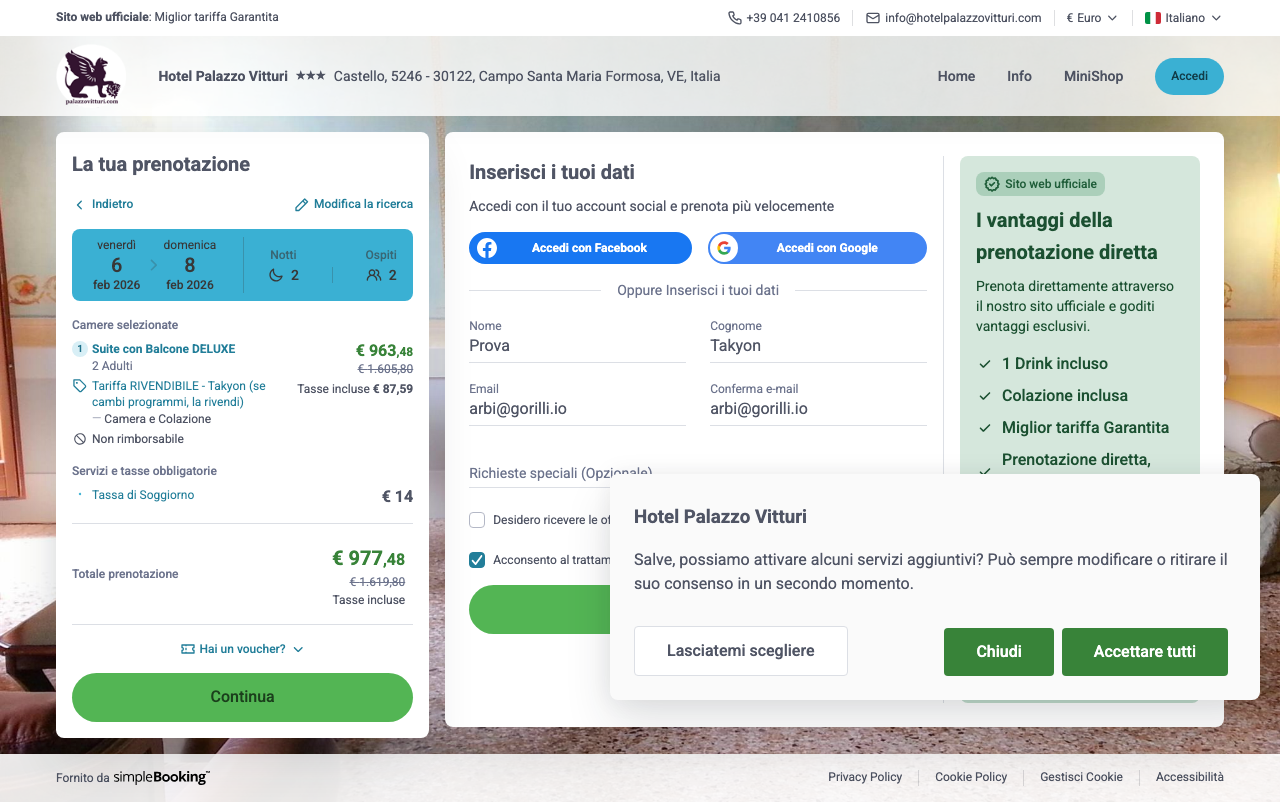 Sito web ufficiale: Miglior tariffa Garantita
+39 041 2410856
info@hotelpalazzovitturi.com
€ Euro
Italiano
palazzovitturi.com
Hotel Palazzo Vitturi ★★★ Castello, 5246 - 30122, Campo Santa Maria Formosa, VE, Italia
Home
Info
MiniShop
Accedi
La tua prenotazione
Indietro
Modifica la ricerca
venerdì
6
feb 2026
domenica
8
feb 2026
Notti
2
Ospiti
2
Camere selezionate
1 Suite con Balcone DELUXE
€ 963,48
2 Adulti
€ 1.605,80
Tariffa RIVENDIBILE - Takyon (se
cambi programmi, la rivendi)
Tasse incluse € 87,59
— Camera e Colazione
Non rimborsabile
Servizi e tasse obbligatorie
· Tassa di Soggiorno
€ 14
Totale prenotazione
€ 977,48
€ 1.619,80
Tasse incluse
Hai un voucher?
Continua
Inserisci i tuoi dati
Accedi con il tuo account social e prenota più velocemente
Accedi con Facebook
Accedi con Google
Oppure Inserisci i tuoi dati
Nome
Prova
Cognome
Takyon
Email
arbi@gorilli.io
Conferma e-mail
arbi@gorilli.io
Richieste speciali (Opzionale)
Desidero ricevere le of
Acconsento al trattam
Sito web ufficiale
I vantaggi della
prenotazione diretta
Prenota direttamente attraverso
il nostro sito ufficiale e goditi
vantaggi esclusivi.
1 Drink incluso
Colazione inclusa
Miglior tariffa Garantita
Prenotazione diretta,
Hotel Palazzo Vitturi
Salve, possiamo attivare alcuni servizi aggiuntivi? Può sempre modificare o ritirare il
suo consenso in un secondo momento.
Lasciatemi scegliere
Chiudi
Accettare tutti
Fornito da simpleBooking™
Privacy Policy
Cookie Policy
Gestisci Cookie
Accessibilità